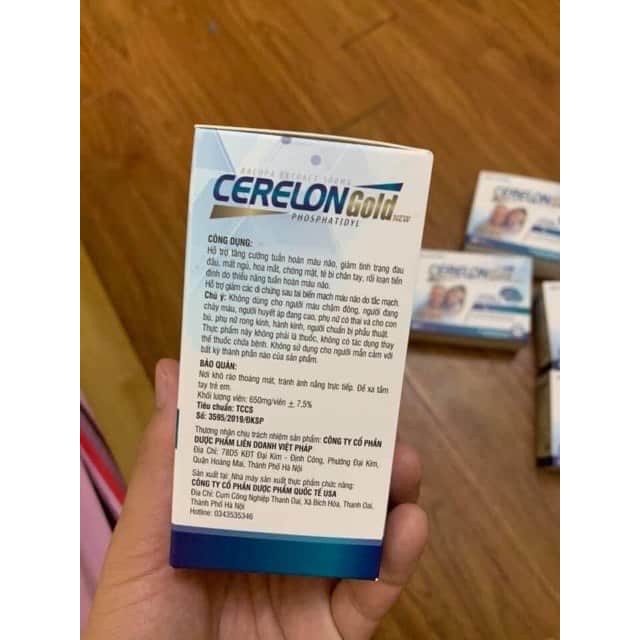 BACOPA EXTRACT 500MG
CERELON Gold
NEW
PHOSPHATIDYL
CÔNG DỤNG:
Hỗ trợ tăng cường tuần hoàn máu não, giảm tình trạng đau
đầu, mất ngủ, hoa mắt, chóng mặt, tê bì chân tay, rối loạn tiền
đình do thiểu năng tuần hoàn máu não.
Hỗ trợ giảm các di chứng sau tai biến mạch máu não do tắc mạch.
Chú ý: Không dùng cho người máu chậm đông, người đang
chảy máu, người huyết áp đang cao, phụ nữ có thai và cho con
bú, phụ nữ rong kinh, hành kinh, người chuẩn bị phẫu thuật.
Thực phẩm này không phải là thuốc, không có tác dụng thay
thế thuốc chữa bệnh. Không sử dụng cho người mẫn cảm với
bất kỳ thành phần nào của sản phẩm.
BẢO QUẢN:
Nơi khô ráo thoáng mát, tránh ánh nắng trực tiếp. Để xa tầm
tay trẻ em.
Khối lượng viên: 650mg/viên ± 7.5%
Tiêu chuẩn: TCCS
Số: 3595/2019/ĐKSP
Thương nhân chịu trách nhiệm sản phẩm: CÔNG TY CỔ PHẦN
DƯỢC PHẨM LIÊN DOANH VIỆT PHÁP
Địa Chỉ: 78D5 KĐT Đại Kim - Định Công, Phường Đại Kim,
Quận Hoàng Mai, Thành Phố Hà Nội
Sản xuất tại: Nhà máy sản xuất thực phẩm chức năng:
CÔNG TY CỔ PHẦN DƯỢC PHẨM QUỐC TẾ USA
Địa Chỉ: Cụm Công Nghiệp Thanh Oai, Xã Bích Hòa, Thanh Oai,
Thành Phố Hà Nội
Hotline: 0343535346
CERELON
CERELON